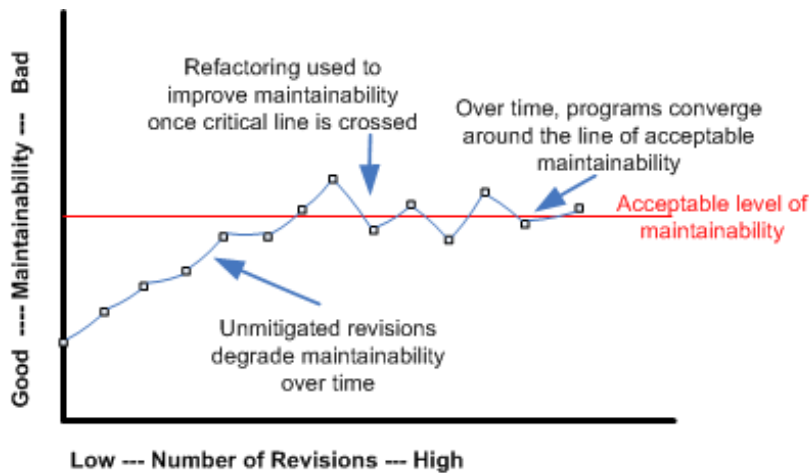 Good ---- Maintainability --- Bad
Refactoring used to
improve maintainability
once critical line is crossed
Over time, programs converge
around the line of acceptable
maintainability
Acceptable level of
maintainability
Unmitigated revisions
degrade maintainability
over time
Low --- Number of Revisions --- High